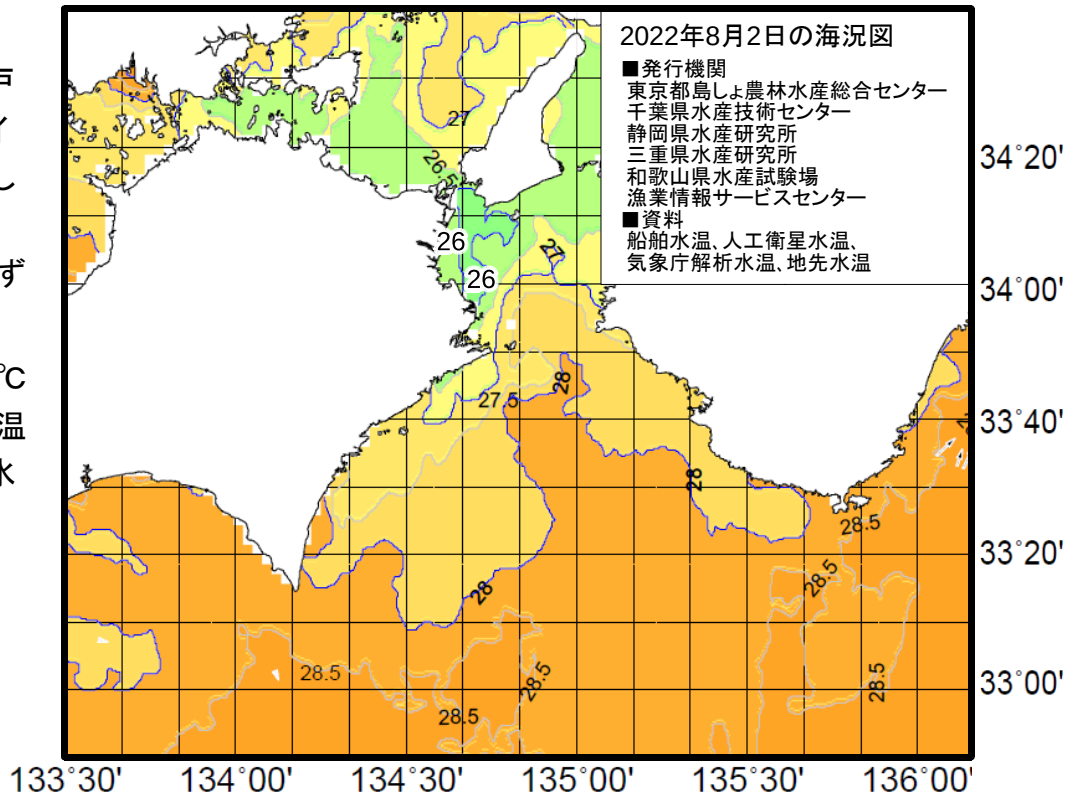 2022年8月2日の海況図
■発行機関
東京都島しょ農林水産総合センター
千葉県水産技術センター
静岡県水産研究所
三重県水産研究所
和歌山県水産試験場
漁業情報サービスセンター
■資料
船舶水温、人工衛星水温、
気象庁解析水温、地先水温
し
ず
℃
温
水
27
26.5
26
26
27
28
27.5
28
28.5
28.5
28
28.5
28.5
28.5
28.5
34°20'
34°00'
33°40'
33°20'
33°00'
133°30' 134°00' 134°30' 135°00' 135°30' 136°00'